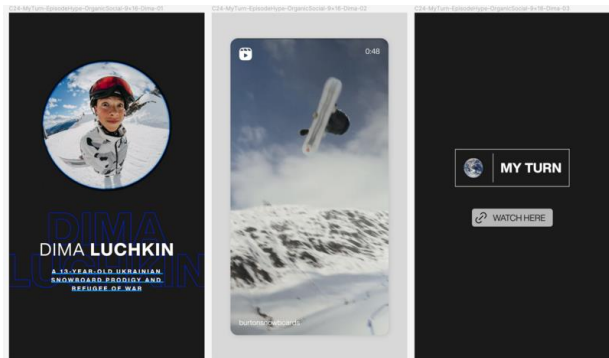 C24-MyTurn-EpisodeHype-OrganicSocial-9x16-Dima-01
DIMA
DIMA LUCHKIN
LUCHKIN
A 13-YEAR-OLD UKRAINIAN
SNOWBOARD PRODIGY AND
REFUGEE OF WAR
C24-MyTurn-EpisodeHype-OrganicSocial-9x16-Dima-02
0:48
burtonsnowboards
C24-MyTurn-EpisodeHype-OrganicSocial-9x16-Dima-03
MY TURN
WATCH HERE